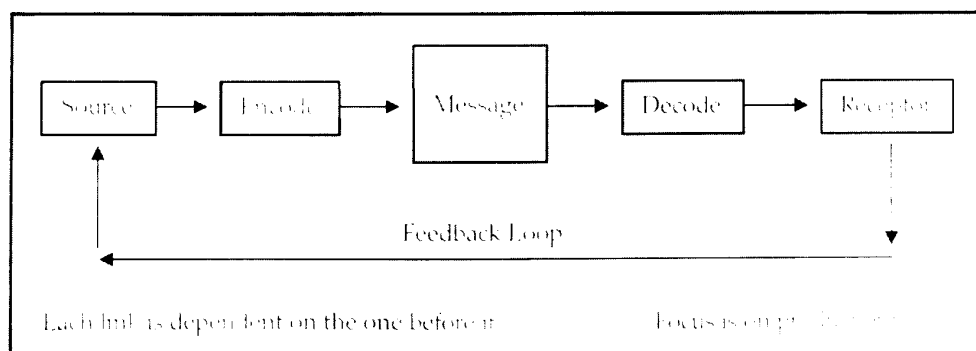 Source Encode Message Decode Receptor
Feedback Loop
Each link is dependent on the one before it
Focus is on